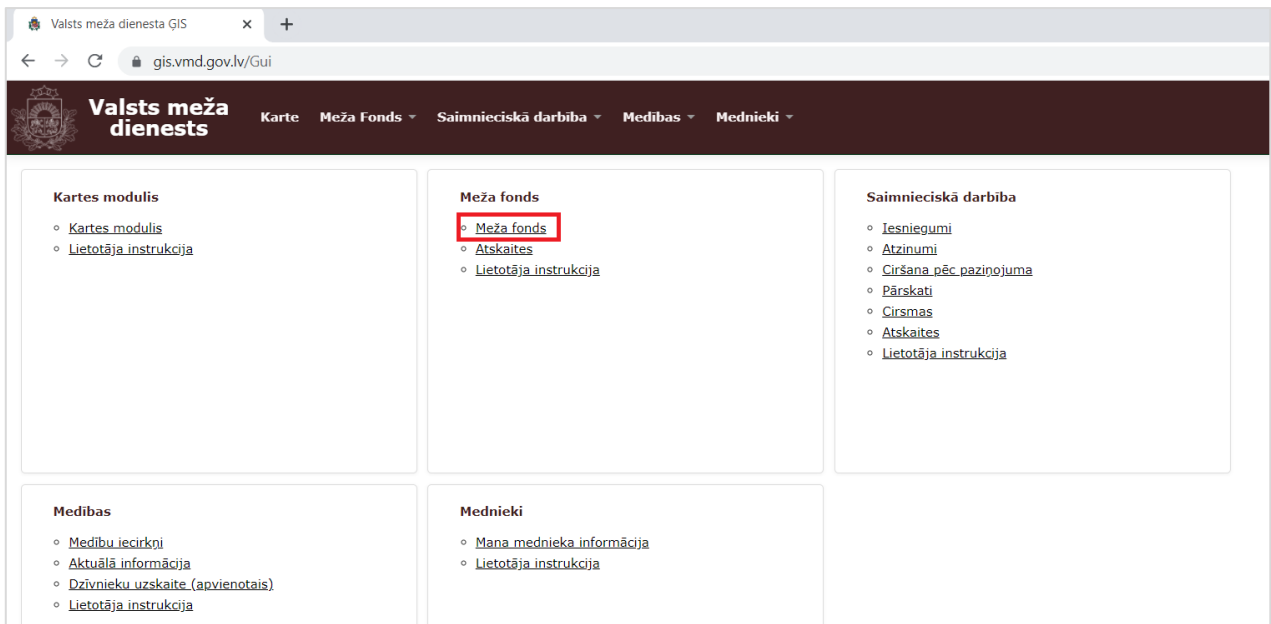 Valsts meža dienesta ĢIS
gis.vmd.gov.lv/Gui
Valsts meža
dienests
Karte Meža Fonds Saimnieciskā darbība Medības Mednieki
Kartes modulis
Kartes modulis
Lietotāja instrukcija
Meža fonds
Meža fonds
Atskaites
Lietotāja instrukcija
Saimnieciskā darbība
Iesniegumi
Atzinumi
Ciršana pēc paziņojuma
Pārskati
Cirsmas
Atskaites
Lietotāja instrukcija
Medības
Medību iecirkņi
Aktuālā informācija
Dzīvnieku uzskaite (apvienotais)
Lietotāja instrukcija
Mednieki
Mana mednieka informācija
Lietotāja instrukcija